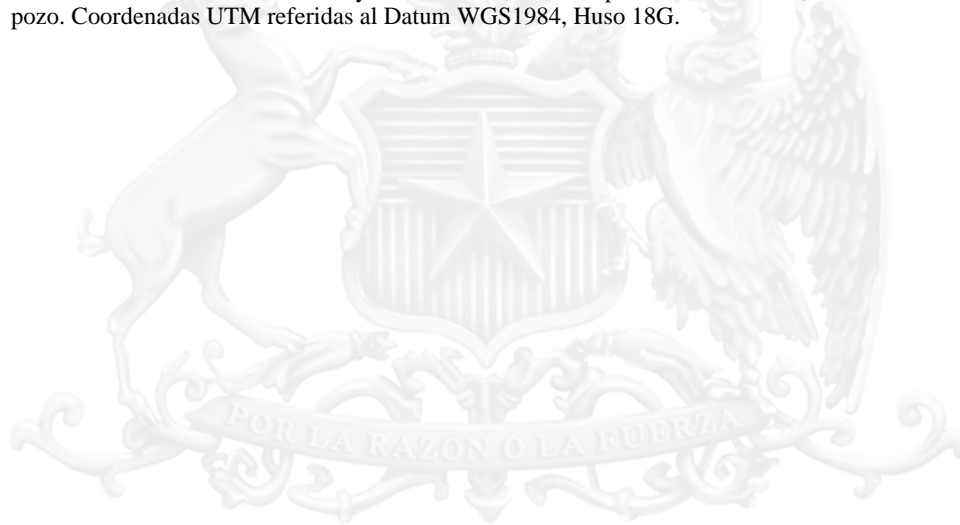 pozo. Coordenadas UTM referidas al Datum WGS1984, Huso 18G.
POR LA RAZON O LA FUERZA